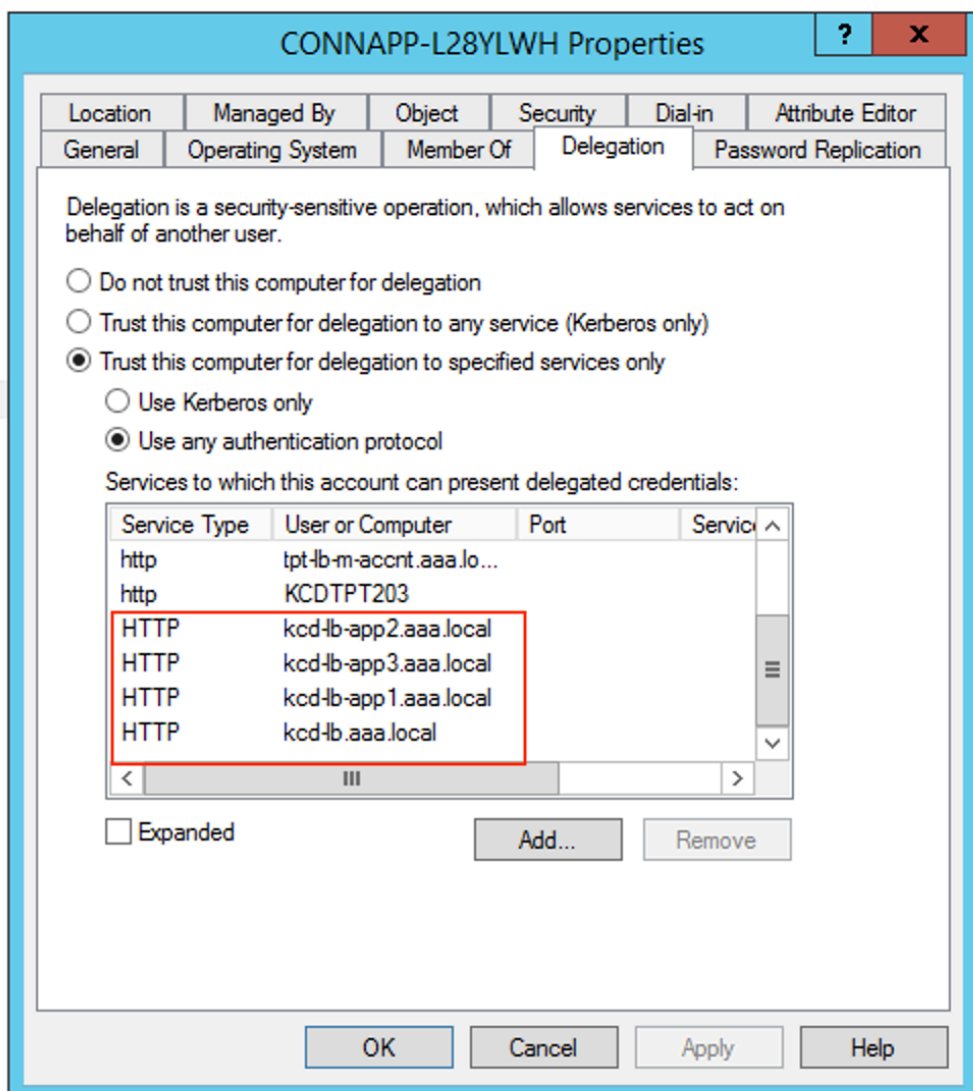 CONNAPP-L28YLWH Properties
? x
Location Managed By Object Security Dial-in Attribute Editor
General Operating System Member Of Delegation Password Replication
Delegation is a security-sensitive operation, which allows services to act on
behalf of another user.
Do not trust this computer for delegation
Trust this computer for delegation to any service (Kerberos only)
Trust this computer for delegation to specified services only
Use Kerberos only
Use any authentication protocol
Services to which this account can present delegated credentials:
Service Type User or Computer Port Servic
http tpt-lb-m-accnt.aaa.lo...
http KCDTPT203
HTTP kcd-lb-app2.aaa.local
HTTP kcd-lb-app3.aaa.local
HTTP kcd-lb-app1.aaa.local
HTTP kcd-lb.aaa.local
Expanded Add... Remove
OK Cancel Apply Help